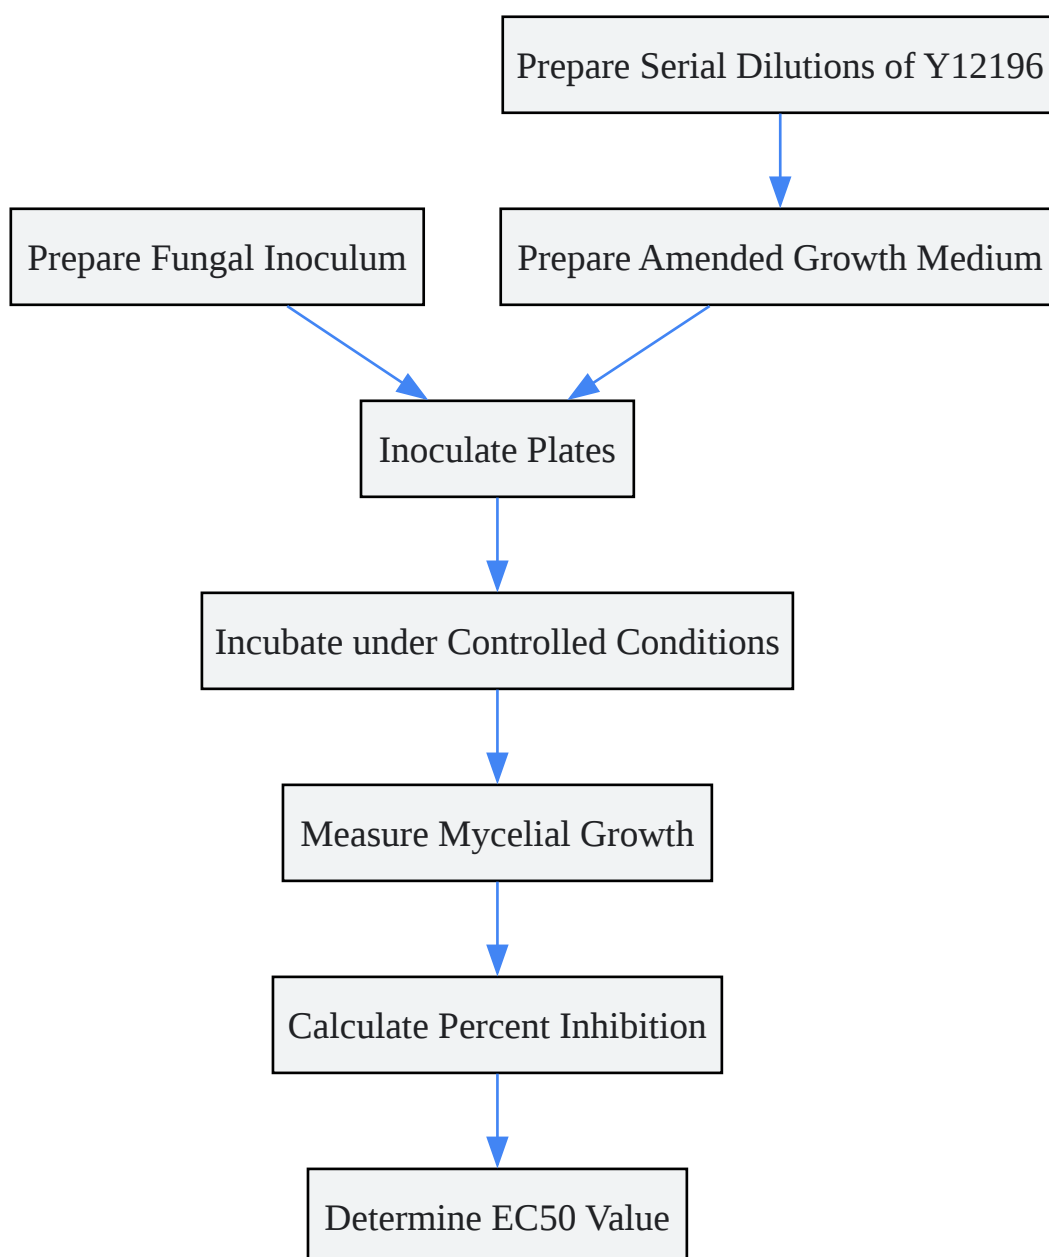 Prepare Serial Dilutions of Y12196
Prepare Fungal Inoculum
Prepare Amended Growth Medium
Inoculate Plates
Incubate under Controlled Conditions
Measure Mycelial Growth
Calculate Percent Inhibition
Determine EC50 Value